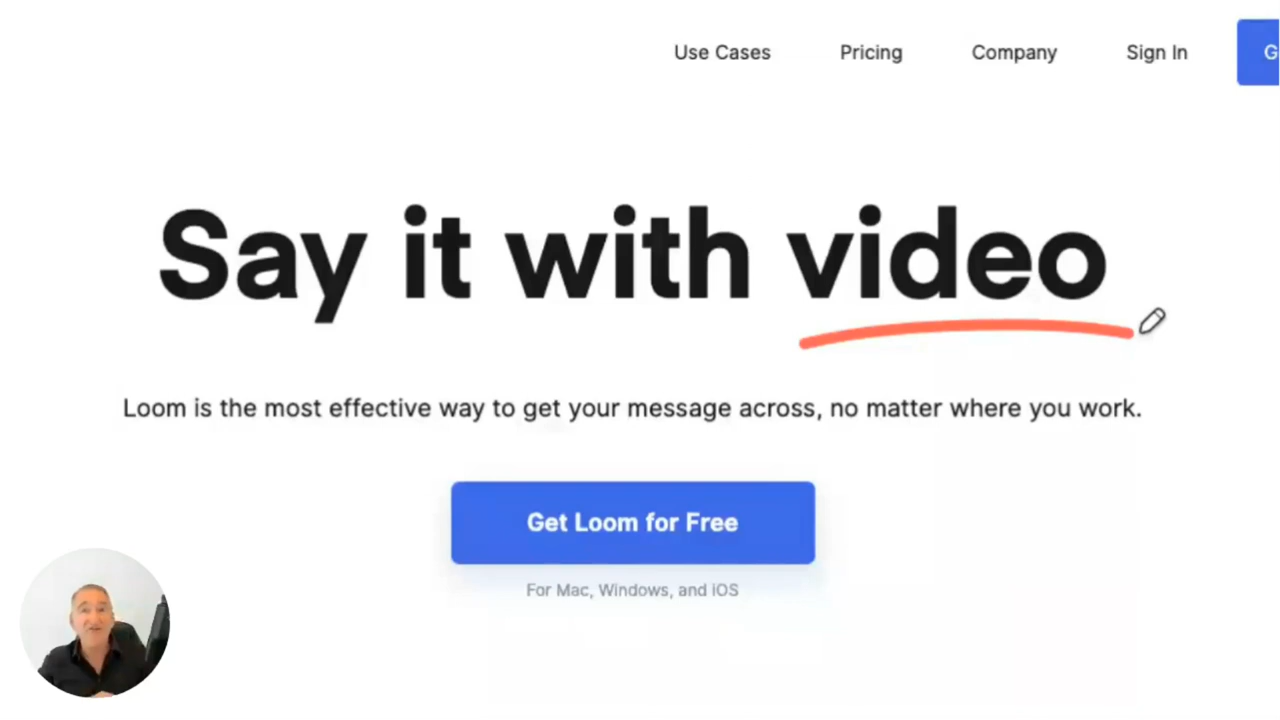 Use Cases Pricing Company Sign In G
Say it with video
Loom is the most effective way to get your message across, no matter where you work.
Get Loom for Free
For Mac, Windows, and iOS